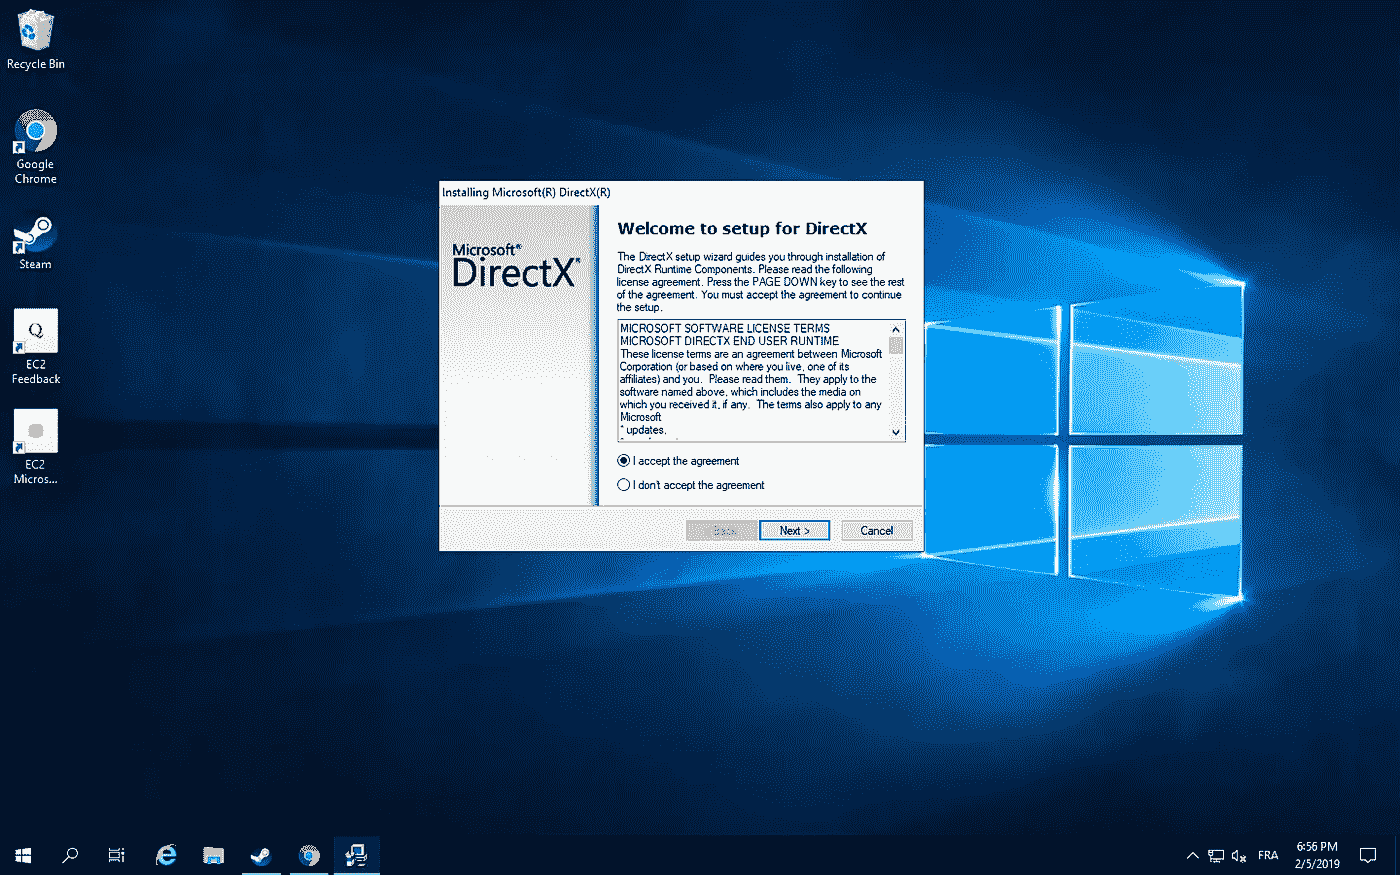 Recycle Bin
Google
Chrome
Steam
Q
EC2
Feedback
EC2
Micros...
Installing Microsoft(R) DirectX(R)
Microsoft®
DirectX®
Welcome to setup for DirectX
The DirectX setup wizard guides you through installation of
DirectX Runtime Components. Please read the following
license agreement. Press the PAGE DOWN key to see the rest
of the agreement. You must accept the agreement to continue
the setup.
MICROSOFT SOFTWARE LICENSE TERMS
MICROSOFT DIRECTX END USER RUNTIME
These license terms are an agreement between Microsoft
Corporation (or based on where you live, one of its
affiliates) and you.  Please read them.  They apply to the
software named above, which includes the media on
which you received it, if any.  The terms also apply to any
Microsoft
* updates,
I accept the agreement
I don't accept the agreement
Back
Next >
Cancel
FRA
6:56 PM
2/5/2019